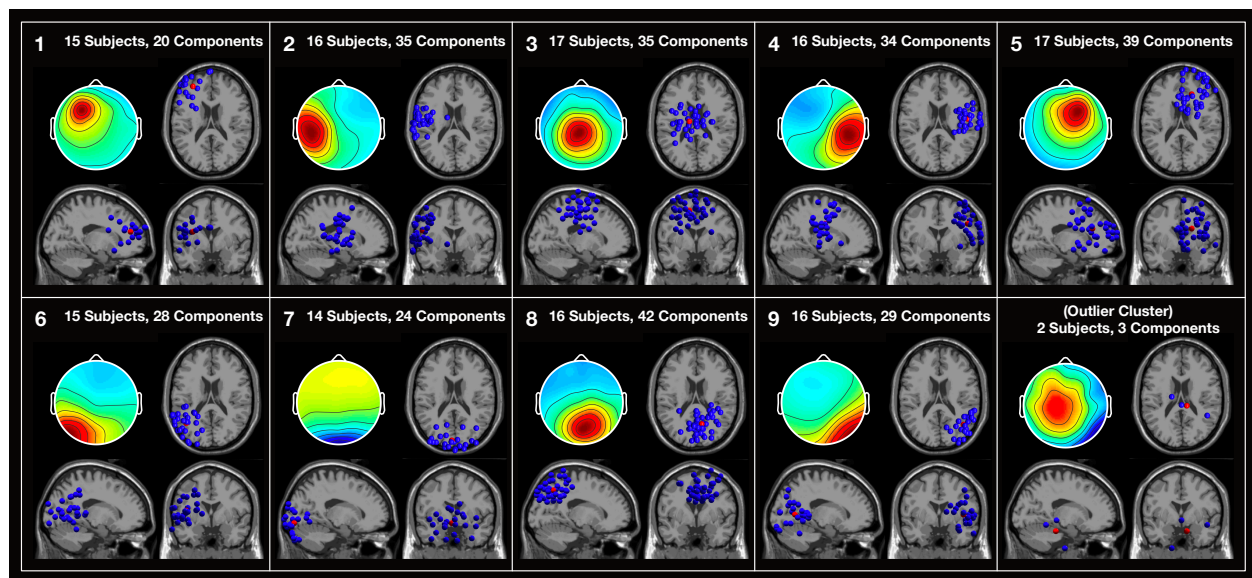 1 15 Subjects, 20 Components
2 16 Subjects, 35 Components
3 17 Subjects, 35 Components
4 16 Subjects, 34 Components
5 17 Subjects, 39 Components
6 15 Subjects, 28 Components
7 14 Subjects, 24 Components
8 16 Subjects, 42 Components
9 16 Subjects, 29 Components
(Outlier Cluster)
2 Subjects, 3 Components